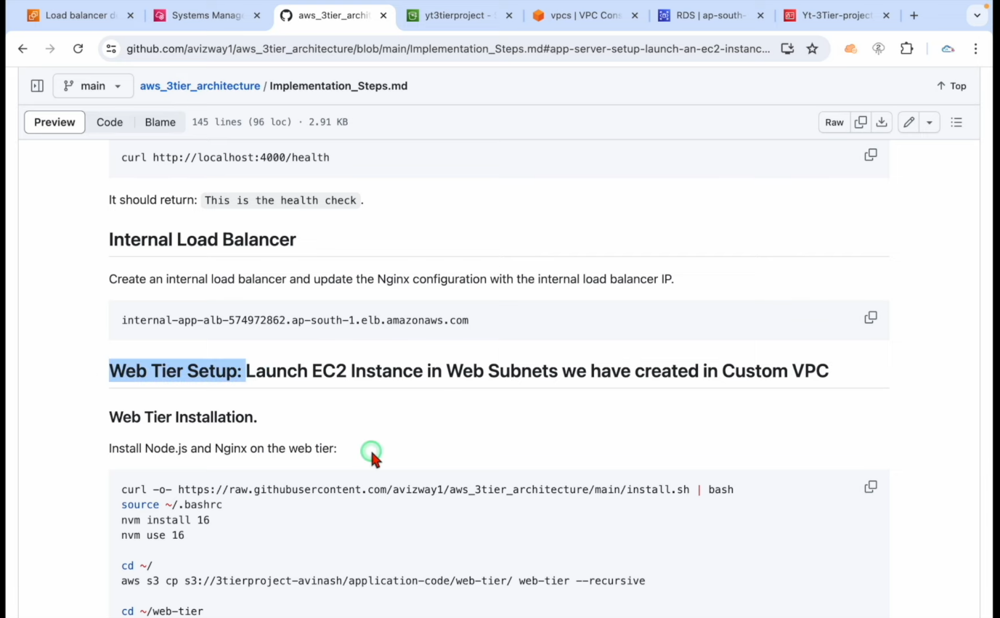 Load balancer d
Systems Manag
aws_3tier_archi
yt3tierproject -
vpcs | VPC Cons
RDS | ap-south-
Yt-3Tier-project
github.com/avizway1/aws_3tier_architecture/blob/main/Implementation_Steps.md#app-server-setup-launch-an-ec2-instanc...
main
aws_3tier_architecture / Implementation_Steps.md
Top
Preview
Code
Blame
145 lines (96 loc) · 2.91 KB
Raw
curl http://localhost:4000/health
It should return: This is the health check.
Internal Load Balancer
Create an internal load balancer and update the Nginx configuration with the internal load balancer IP.
internal-app-alb-574972862.ap-south-1.elb.amazonaws.com
Web Tier Setup: Launch EC2 Instance in Web Subnets we have created in Custom VPC
Web Tier Installation.
Install Node.js and Nginx on the web tier:
curl -o- https://raw.githubusercontent.com/avizway1/aws_3tier_architecture/main/install.sh | bash
source ~/.bashrc
nvm install 16
nvm use 16
cd ~/
aws s3 cp s3://3tierproject-avinash/application-code/web-tier/ web-tier --recursive
cd ~/web-tier